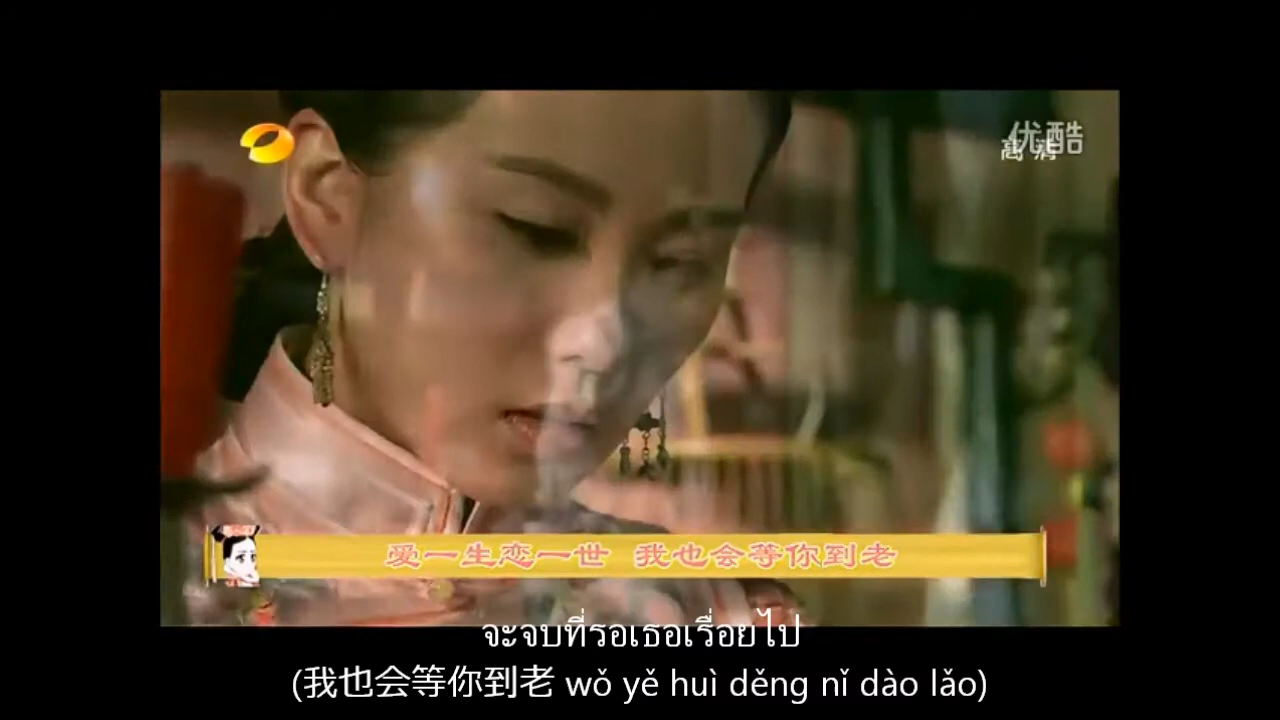 优酷
高清
爱一生恋一世 我也会等你到老
จะจบที่รอเธอเรื่อยไป
(我也会等你到老 wǒ yě huì děng nǐ dào lǎo)